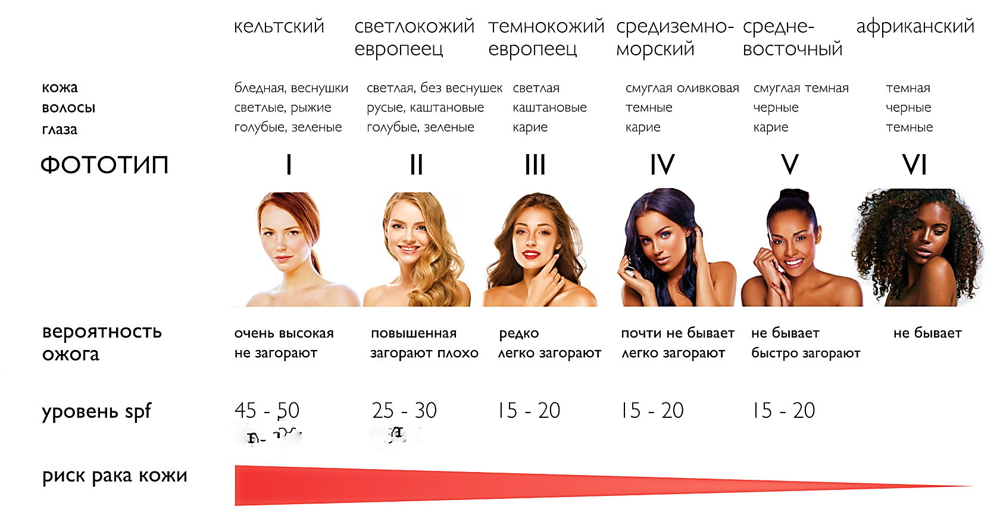 кельтский светлокожий темнокожий средиземно- средне- африканский
европеец европеец морский восточный
кожа бледная, веснушки светлая, без веснушек светлая смуглая оливковая смуглая темная темная
волосы светлые, рыжие русые, каштановые каштановые темные черные черные
глаза голубые, зеленые голубые, зеленые карие карие карие темные
ФОТОТИП I II III IV V VI
вероятность очень высокая повышенная редко почти не бывает не бывает не бывает
ожога не загорают загорают плохо легко загорают легко загорают быстро загорают
уровень spf 45 - 50 25 - 30 15 - 20 15 - 20 15 - 20
риск рака кожи